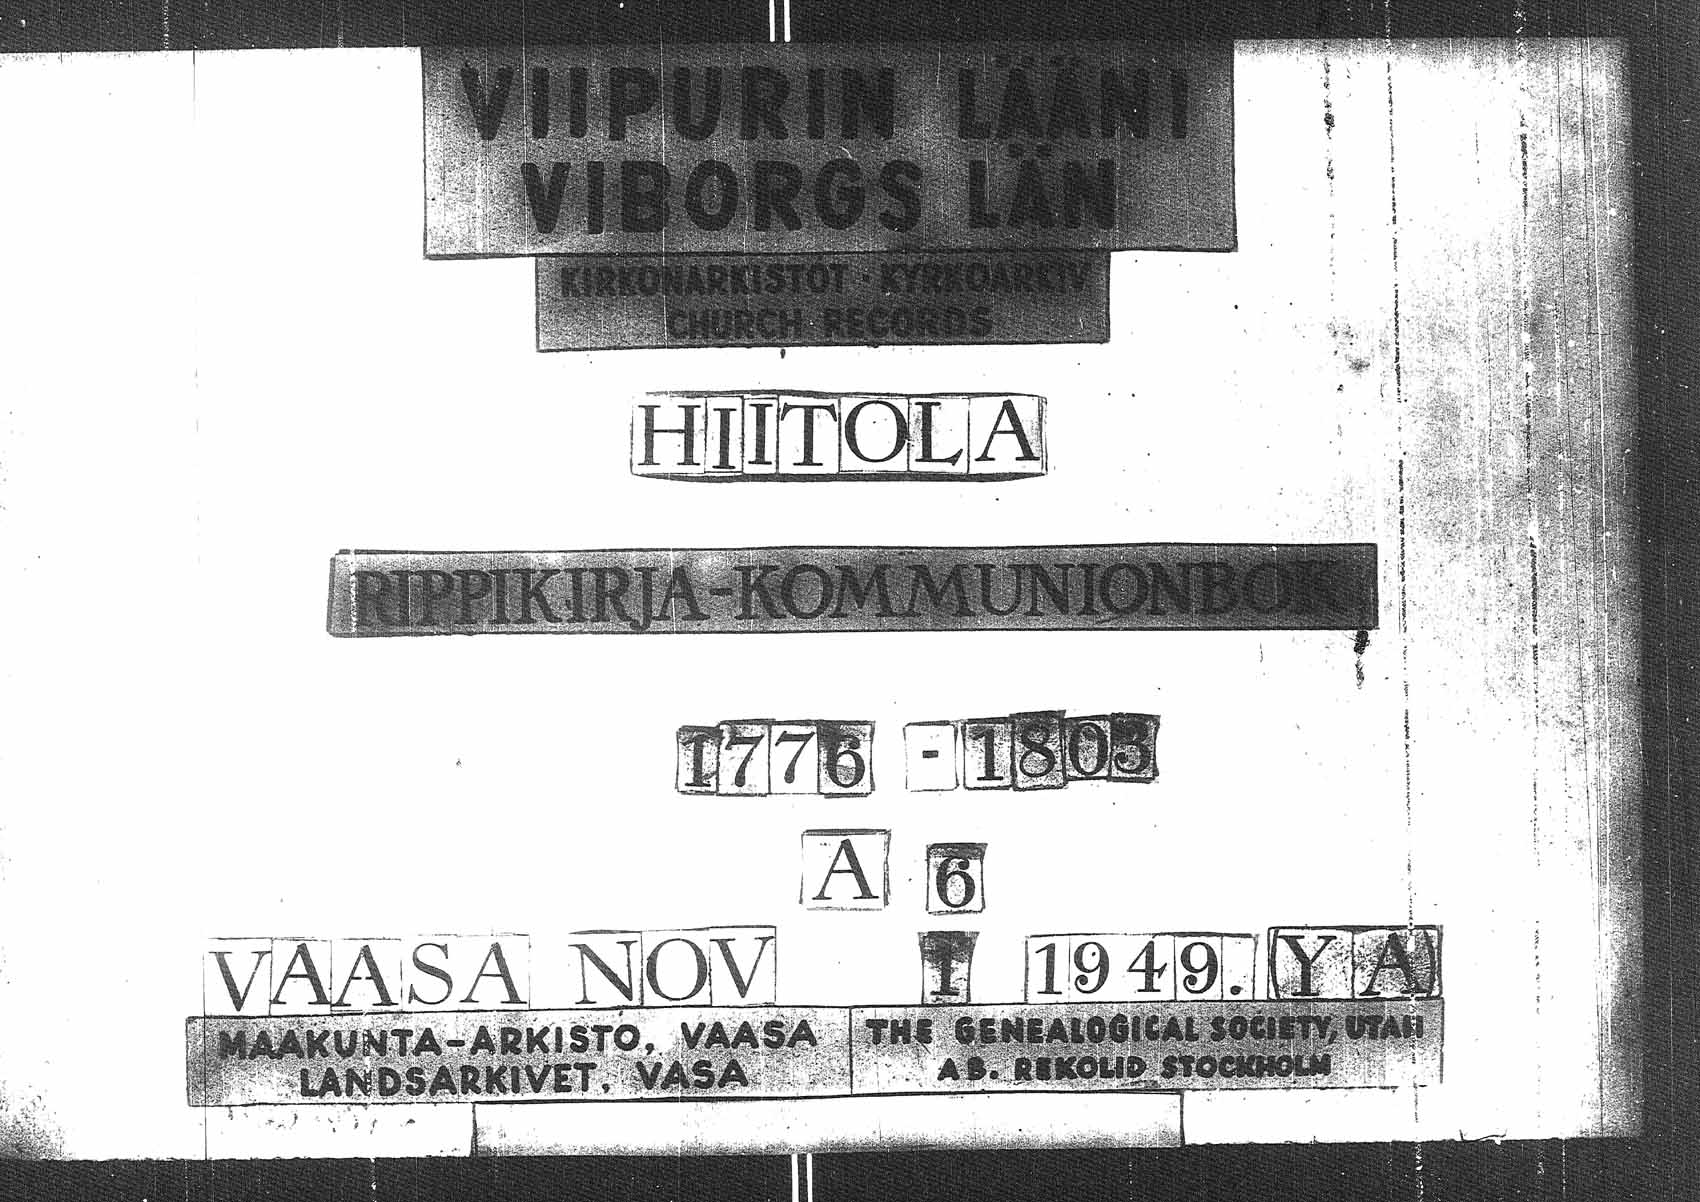 VIIPURIN LÄÄNI
VIBORGS LÄN
KIRKONARKISTOT · KYRKOARKIV
CHURCH RECORDS
HIITOLA
RIPPIKIRJA-KOMMUNIONBOK
1776 - 1803
A 6
VAASA NOV 1 1949. YA
MAAKUNTA-ARKISTO, VAASA
LANDSARKIVET, VASA
THE GENEALOGICAL SOCIETY, UTAH
AB. REKOLID STOCKHOLM